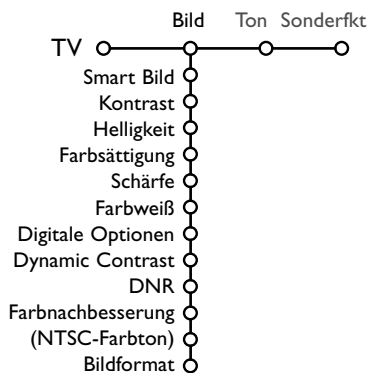 Bild Ton Sonderfkt
TV
Smart Bild
Kontrast
Helligkeit
Farbsättigung
Schärfe
Farbweiß
Digitale Optionen
Dynamic Contrast
DNR
Farbnachbesserung
(NTSC-Farbton)
Bildformat